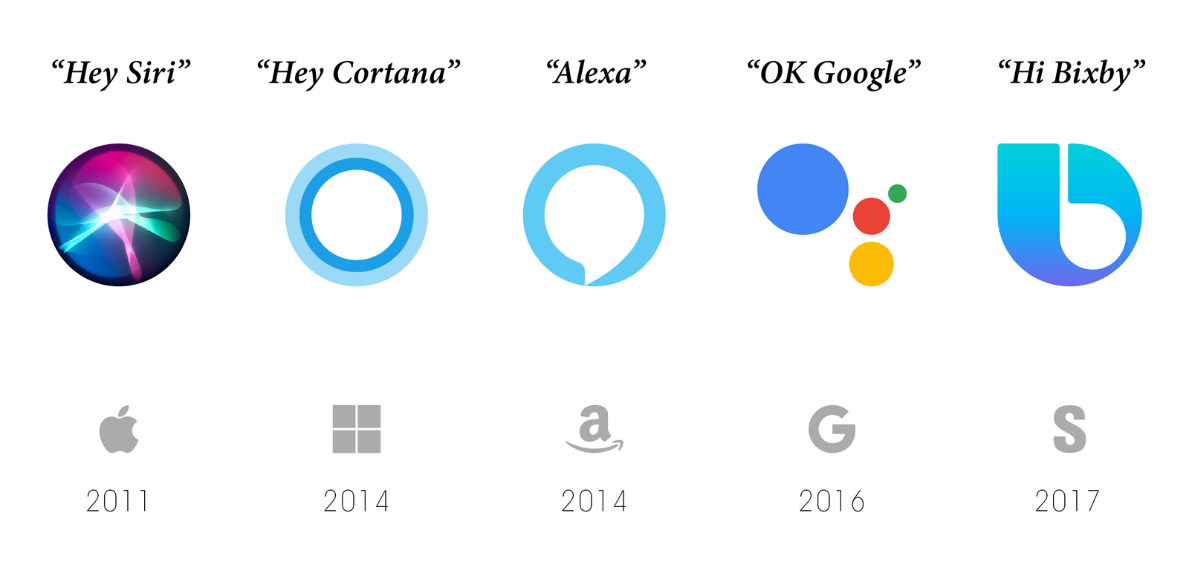 “Hey Siri” “Hey Cortana” “Alexa” “OK Google” “Hi Bixby”
a G S
2011 2014 2014 2016 2017